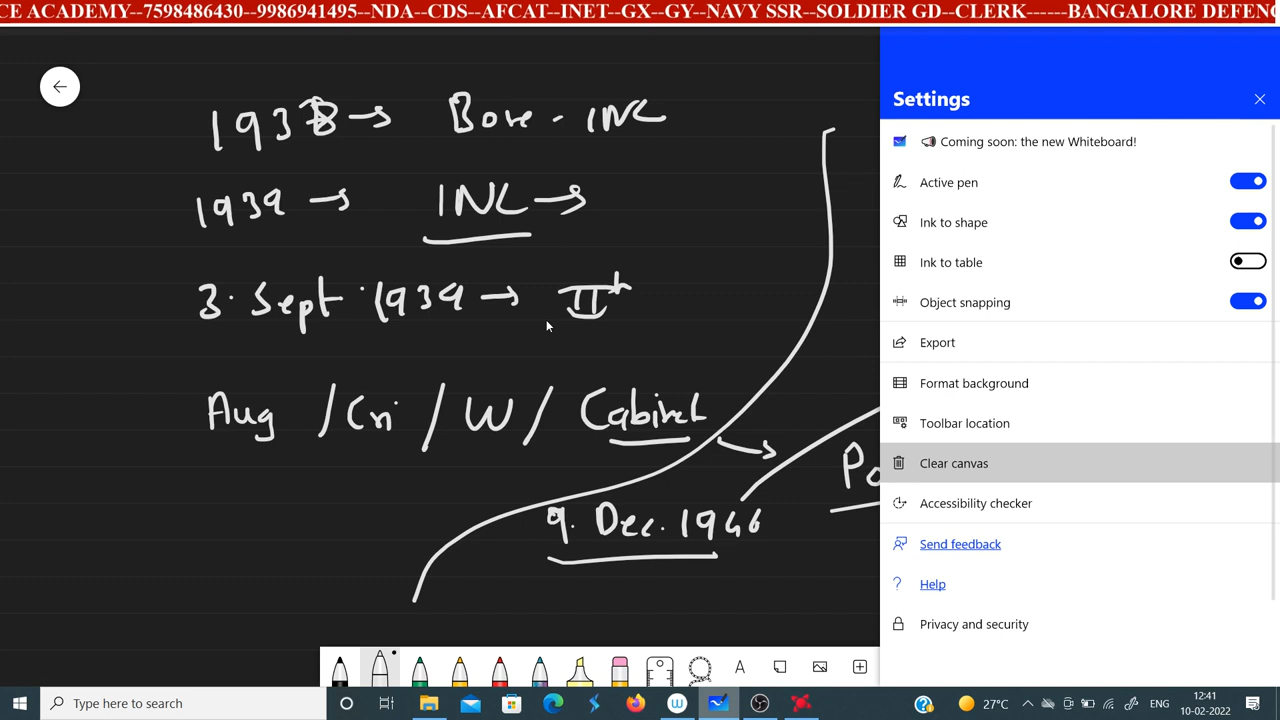 CE ACADEMY--7598486430--9986941495--NDA--CDS--AFCAT--INET--GX--GY--NAVY SSR--SOLDIER GD--CLERK------BANGALORE DEFENC
Settings
1938 → Bose - INC
Coming soon: the new Whiteboard!
Active pen
1939 → INC →
Ink to shape
Ink to table
3. Sept. 1939 → II
Object snapping
Export
Format background
Aug / Cri / W / Cabinet →
Toolbar location
Clear canvas
Po
Accessibility checker
9. Dec. 1946
Send feedback
Help
Privacy and security
A
Type here to search
27°C
ENG
12:41
10-02-2022